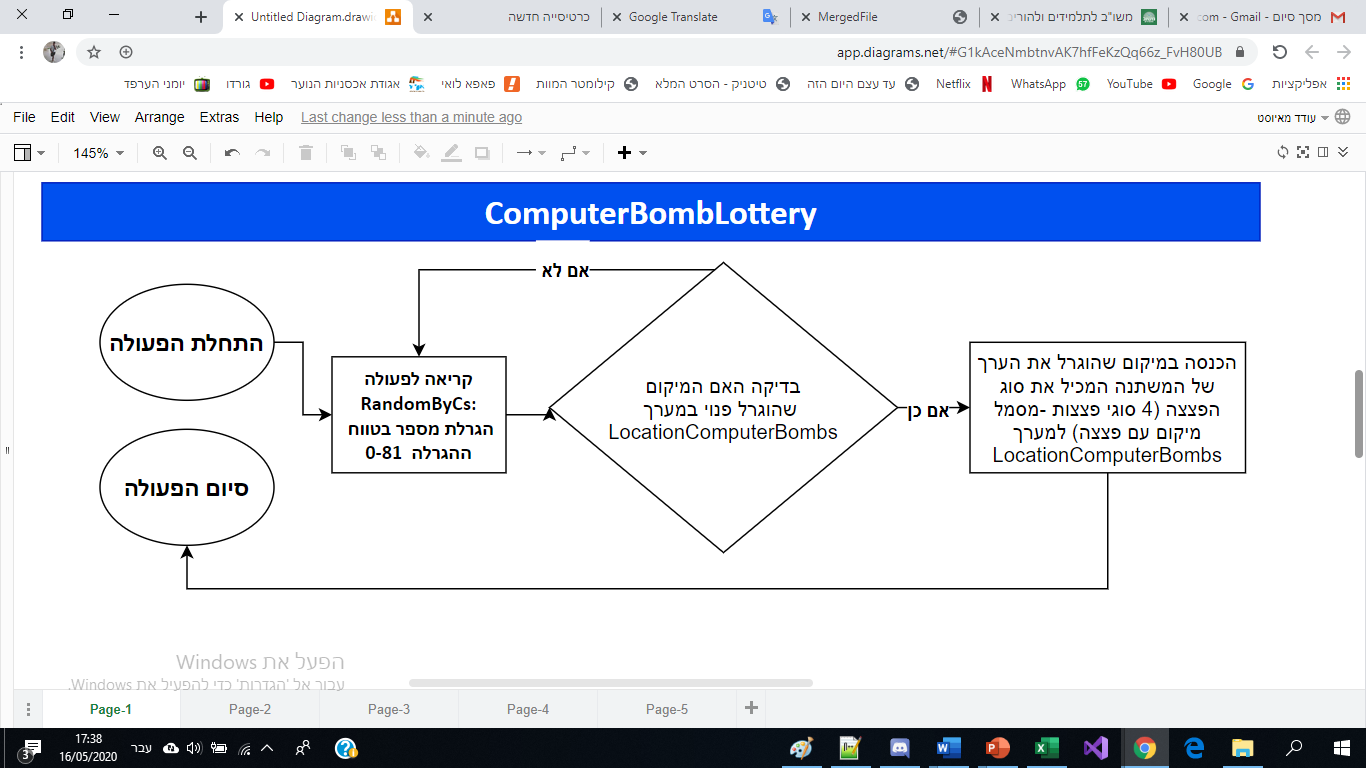 Untitled Diagram.drawi
כרטיסייה חדשה
Google Translate
MergedFile
משו"ב לתלמידים ולהורים
מסך סיום - com - Gmail
app.diagrams.net/#G1kAceNmbtnvAK7hfFeKzQq66z_FvH80UB
אפליקציות
Google
YouTube
WhatsApp
Netflix
עד עצם היום הזה
טיטניק - הסרט המלא
קילומטר המוות
פאפא לואי
אגודת אכסניות הנוער
גורדו
יומני הערפד
File Edit View Arrange Extras Help Last change less than a minute ago
עודד מאיוסט
145%
ComputerBombLottery
אם לא
התחלת הפעולה
קריאה לפעולה
RandomByCs:
הגרלת מספר בטווח
ההגרלה 0-81
בדיקה האם המיקום
שהוגרל פנוי במערך
LocationComputerBombs
אם כן
הכנסה במיקום שהוגרל את הערך
של המשתנה המכיל את סוג
הפצצה (4 סוגי פצצות -מסמל
מיקום עם פצצה) למערך
LocationComputerBombs
סיום הפעולה
הפעל את Windows
עבור אל 'הגדרות' כדי להפעיל את Windows.
Page-1 Page-2 Page-3 Page-4 Page-5
3
17:38
16/05/2020
עבר